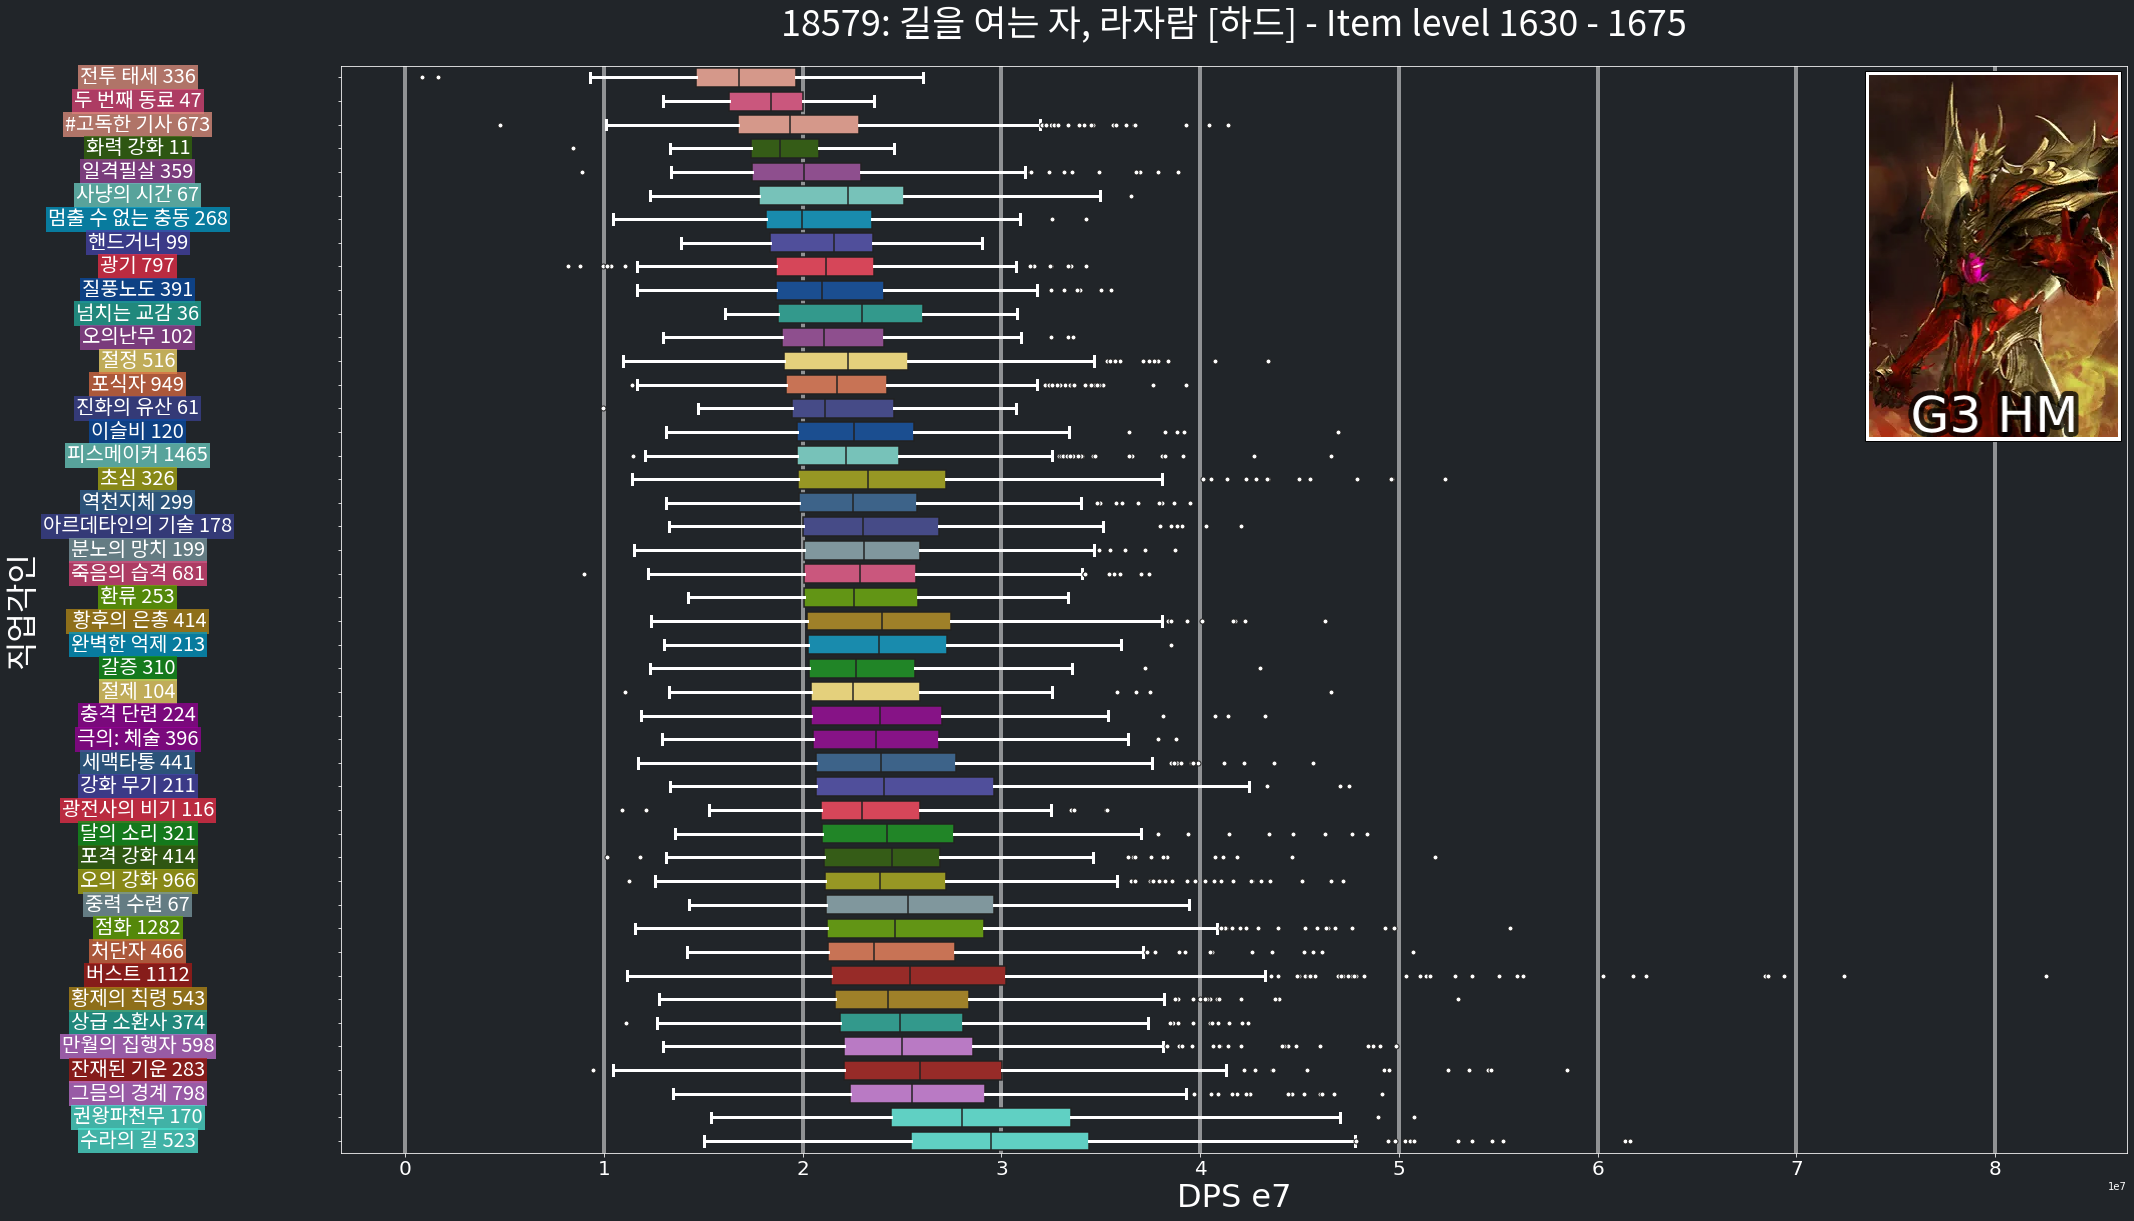 18579: 길을 여는 자, 라자람 [하드] - Item level 1630 - 1675
전투 태세 336
두 번째 동료 47
#고독한 기사 673
화력 강화 11
일격필살 359
사냥의 시간 67
멈출 수 없는 충동 268
핸드거너 99
광기 797
질풍노도 391
넘치는 교감 36
오의난무 102
절정 516
포식자 949
진화의 유산 61
이슬비 120
피스메이커 1465
초심 326
역천지체 299
아르데타인의 기술 178
분노의 망치 199
죽음의 습격 681
환류 253
황후의 은총 414
완벽한 억제 213
갈증 310
절제 104
충격 단련 224
극의: 체술 396
세맥타통 441
강화 무기 211
광전사의 비기 116
달의 소리 321
포격 강화 414
오의 강화 966
중력 수련 67
점화 1282
처단자 466
버스트 1112
황제의 칙령 543
상급 소환사 374
만월의 집행자 598
잔재된 기운 283
그믐의 경계 798
권왕파천무 170
수라의 길 523
직업각인
G3 HM
0 1 2 3 4 5 6 7 8
DPS e7
1e7